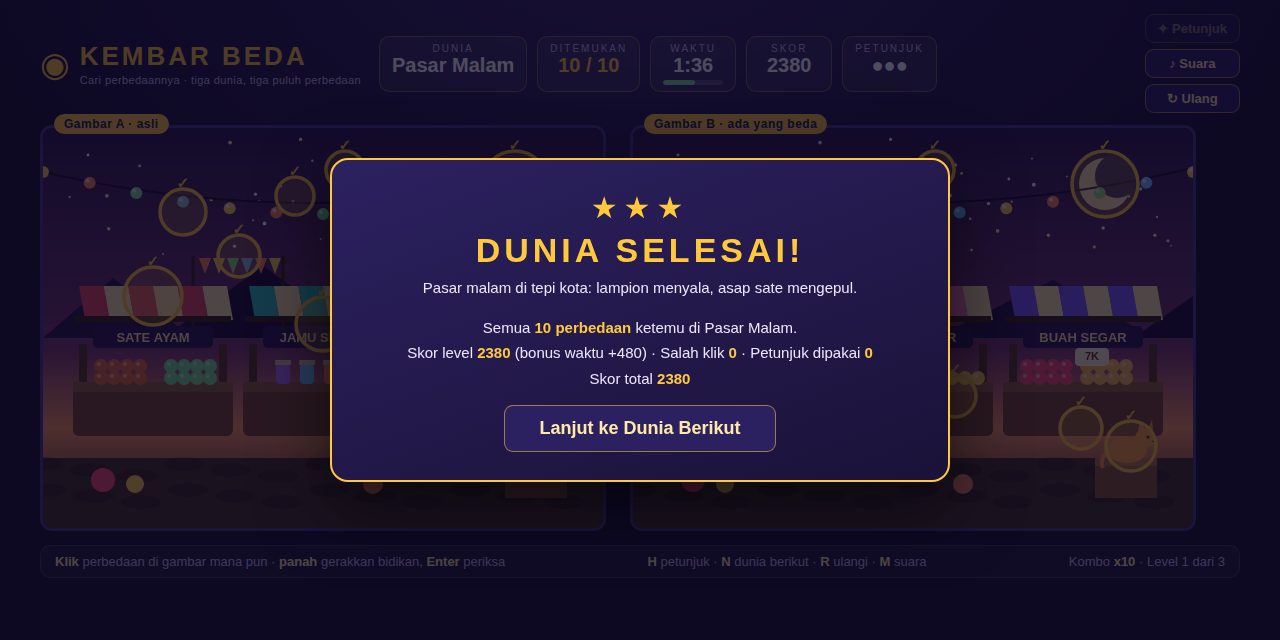 KEMBAR BEDA
Cari perbedaannya · tiga dunia, tiga puluh perbedaan
DUNIA
Pasar Malam
DITEMUKAN
10 / 10
WAKTU
1:36
SKOR
2380
PETUNJUK
✦ Petunjuk
♪ Suara
↻ Ulang
Gambar A · asli
Gambar B · ada yang beda
★ ★ ★
DUNIA SELESAI!
Pasar malam di tepi kota: lampion menyala, asap sate mengepul.
Semua 10 perbedaan ketemu di Pasar Malam.
Skor level 2380 (bonus waktu +480) · Salah klik 0 · Petunjuk dipakai 0
Skor total 2380
Lanjut ke Dunia Berikut
SATE AYAM
JAMU S
R
BUAH SEGAR
7K
Klik perbedaan di gambar mana pun · panah gerakkan bidikan, Enter periksa
H petunjuk · N dunia berikut · R ulangi · M suara
Kombo x10 · Level 1 dari 3